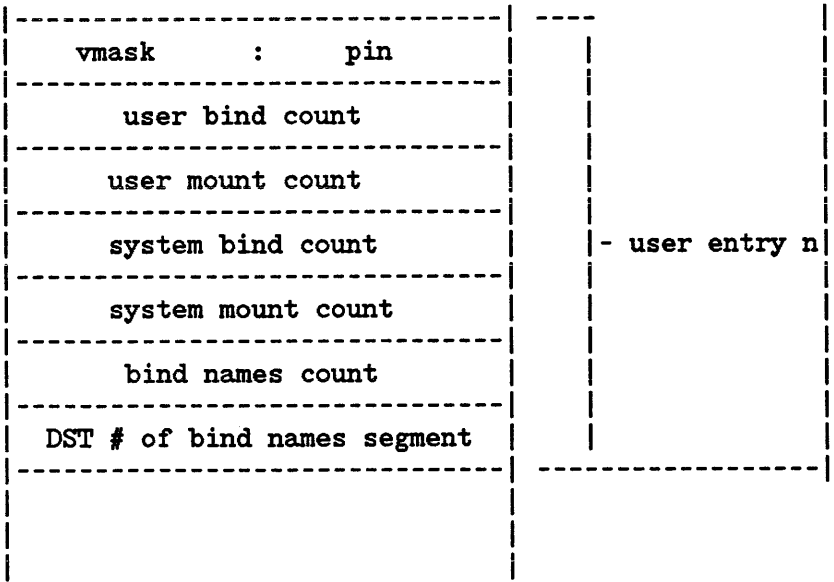 vmask : pin
user bind count
user mount count
system bind count
- user entry n
system mount count
bind names count
DST # of bind names segment